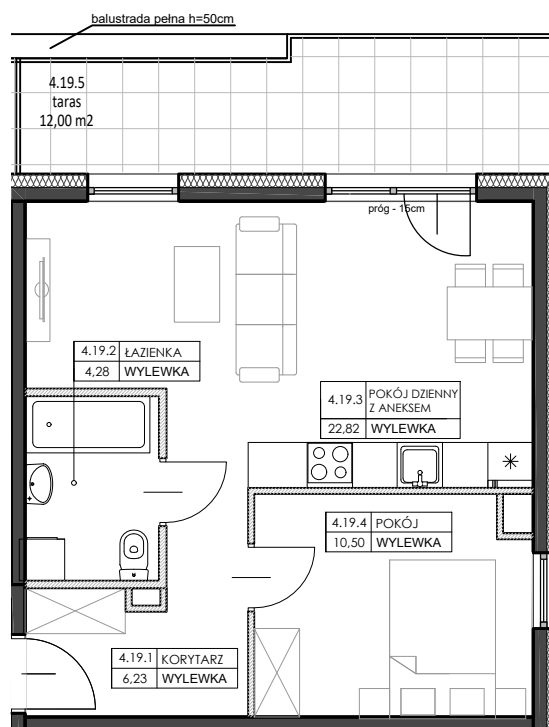 balustrada pełna h=50cm
4.19.5
taras
12,00 m2
próg - 15cm
4.19.2 ŁAZIENKA
4,28 WYLEWKA
4.19.3 POKÓJ DZIENNY
Z ANEKSEM
22,82 WYLEWKA
4.19.4 POKÓJ
10,50 WYLEWKA
4.19.1 KORYTARZ
6,23 WYLEWKA